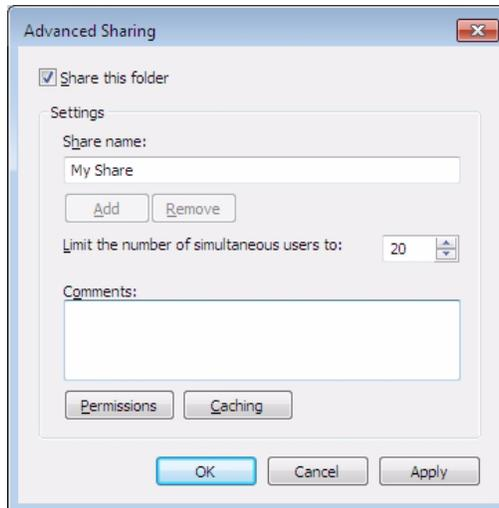 Advanced Sharing
Share this folder
Settings
Share name:
My Share
Add Remove
Limit the number of simultaneous users to: 20
Comments:
Permissions Caching
OK Cancel Apply